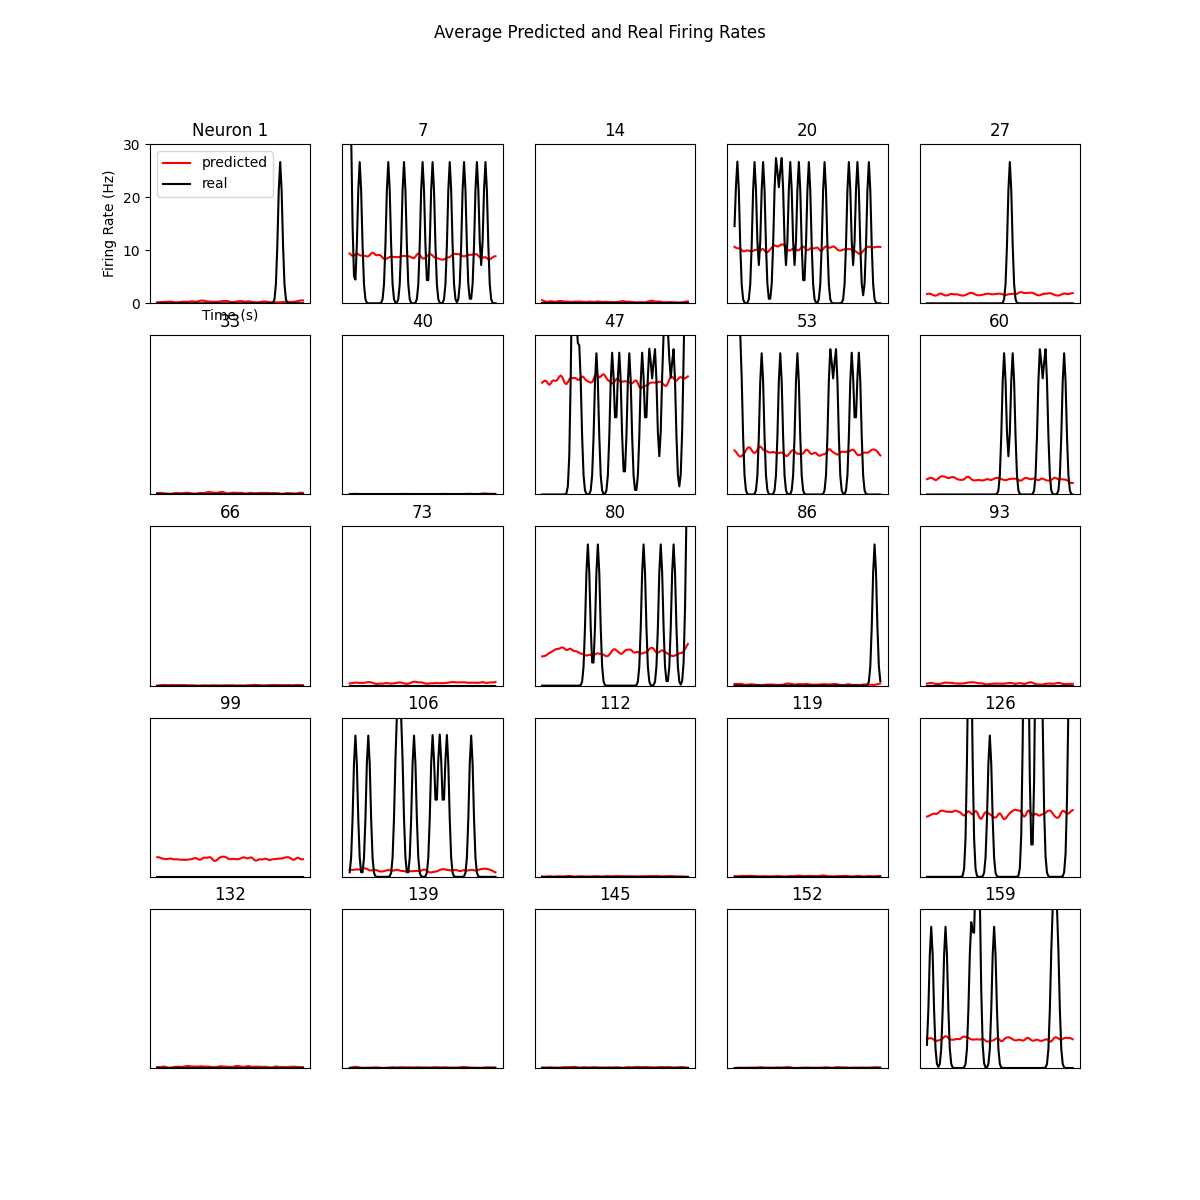 Average Predicted and Real Firing Rates
Neuron 1 7 14 20 27
30
20
10
0
Firing Rate (Hz)
predicted
real
Time (s)
33 40 47 53 60
66 73 80 86 93
99 106 112 119 126
132 139 145 152 159